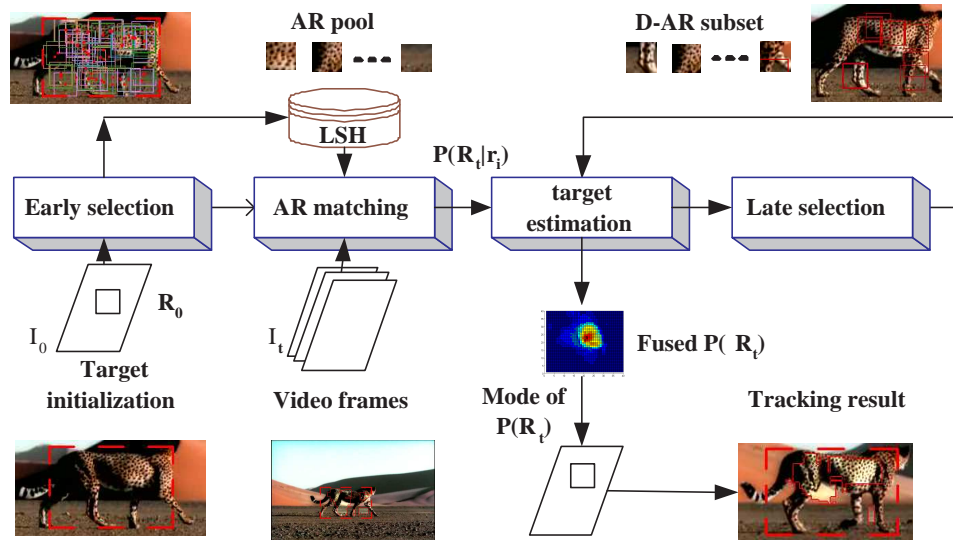 AR pool
D-AR subset
LSH
P(R_t|r_i)
Early selection
AR matching
target
estimation
Late selection
R_0
I_0
I_t
Fused P( R_t)
Target
initialization
Video frames
Mode of
P(R_t)
Tracking result